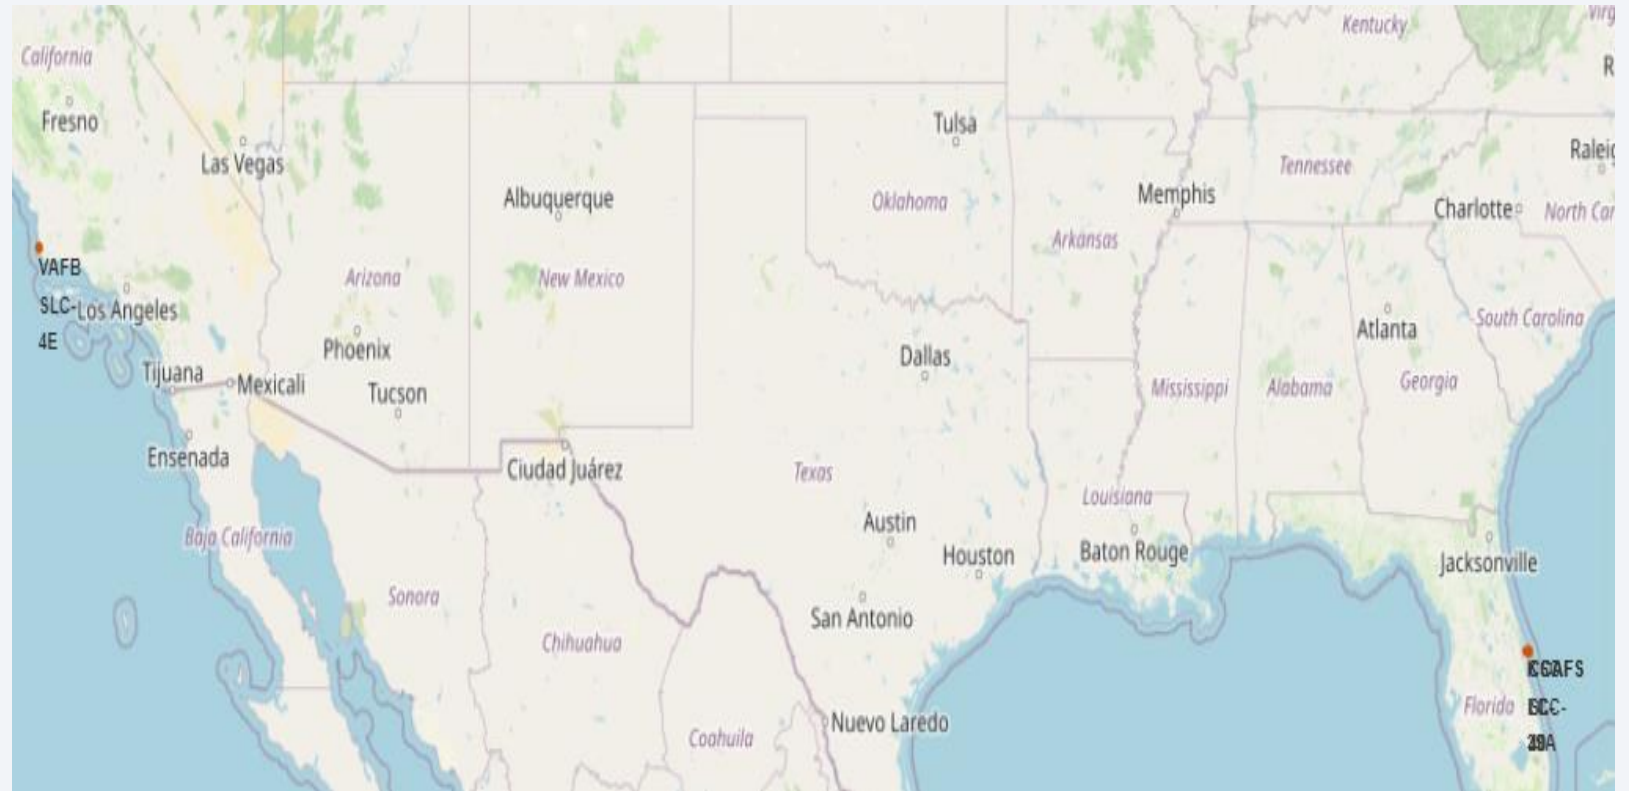 Kentucky
Virg
California
R
Fresno
Tulsa
Las Vegas
Raleig
Tennessee
Albuquerque
Memphis
Oklahoma
Charlotte
North Car
Arkansas
VAFB
SLC-
4E
Arizona
New Mexico
Los Angeles
South Carolina
Atlanta
Phoenix
Dallas
Tijuana
Mexicali
Tucson
Mississippi
Alabama
Georgia
Ensenada
Ciudad Juárez
Texas
Louisiana
Austin
Baja California
Houston
Baton Rouge
Jacksonville
Sonora
San Antonio
Chihuahua
Florida
Nuevo Laredo
Coahuila